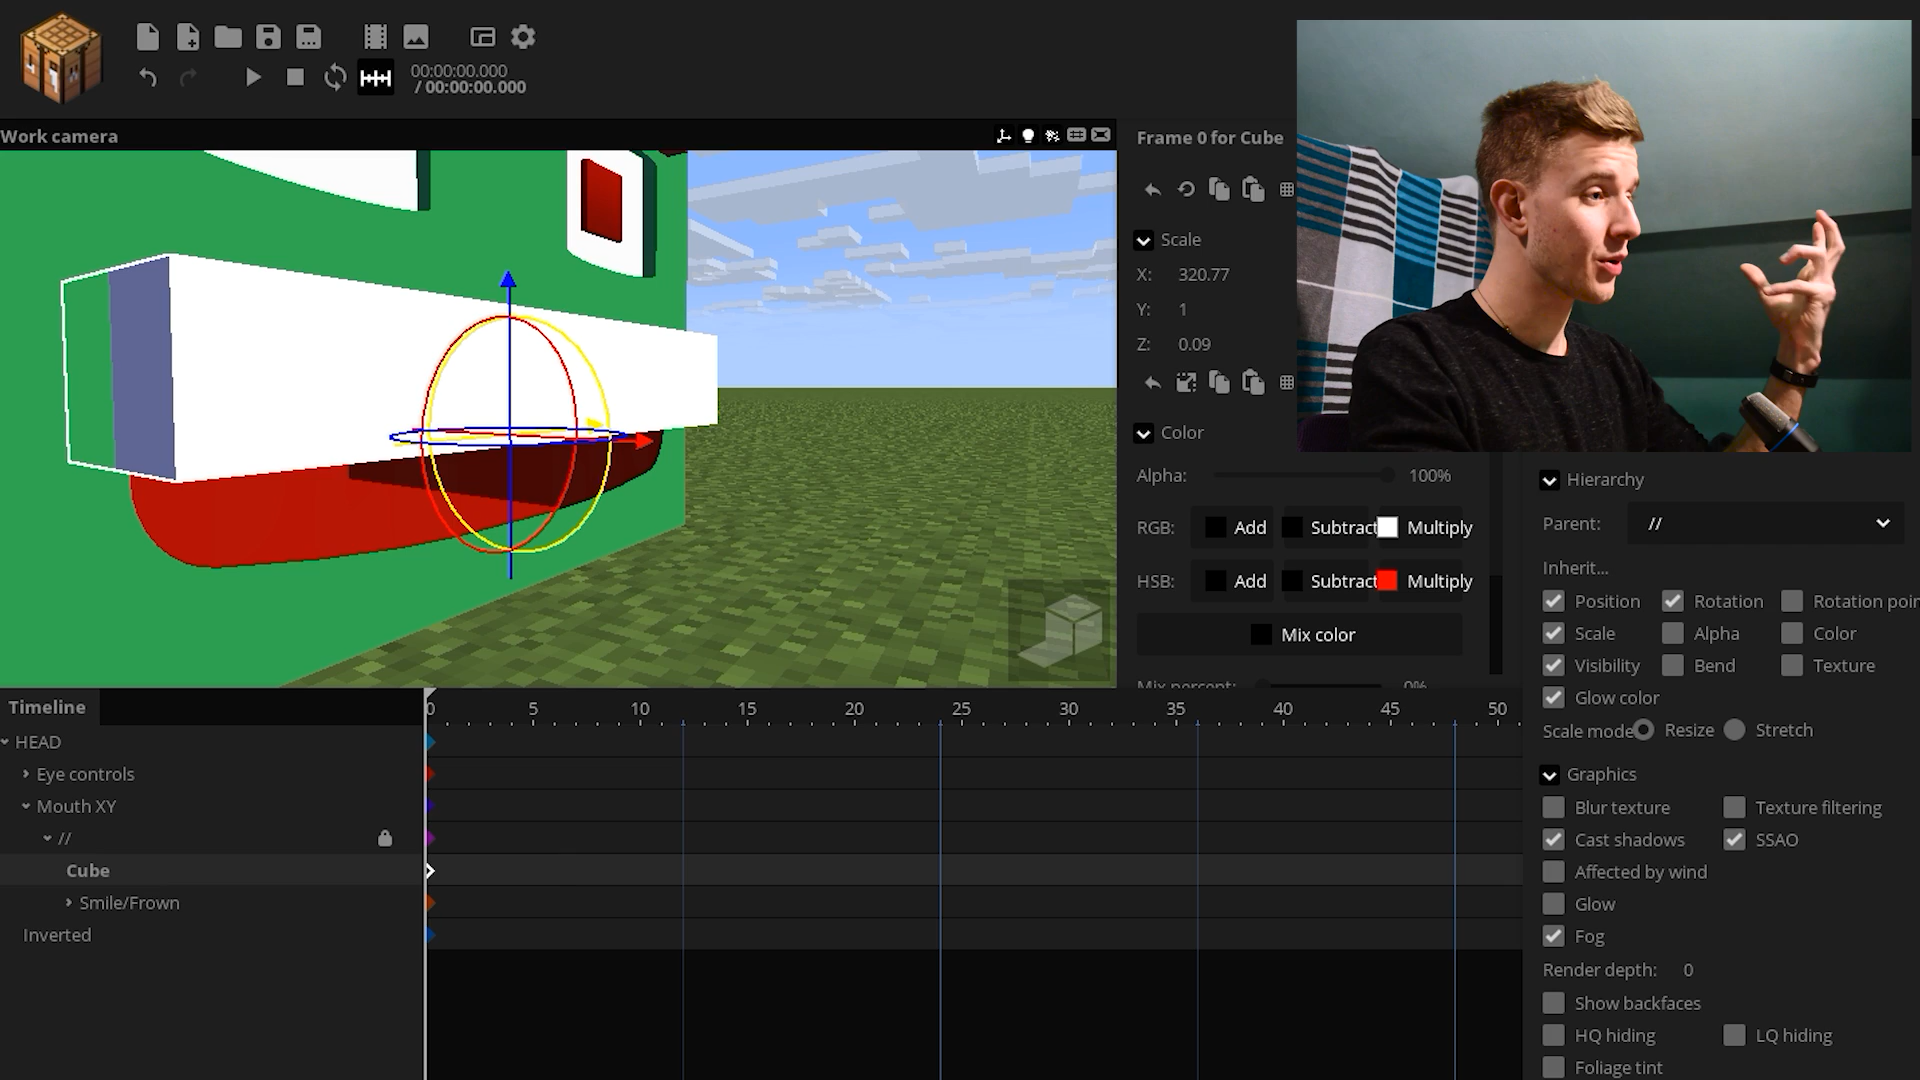 00:00:00.000
/ 00:00:00.000
Work camera
Frame 0 for Cube
Scale
X: 320.77
Y: 1
Z: 0.09
Color
Alpha: 100%
RGB: Add Subtract Multiply
HSB: Add Subtract Multiply
Mix color
Mix percent: 0%
Hierarchy
Parent: //
Inherit...
Position Rotation Rotation poin
Scale Alpha Color
Visibility Bend Texture
Glow color
Scale mode Resize Stretch
Graphics
Blur texture Texture filtering
Cast shadows SSAO
Affected by wind
Glow
Fog
Render depth: 0
Show backfaces
HQ hiding LQ hiding
Foliage tint
Timeline
0 5 10 15 20 25 30 35 40 45 50
HEAD
Eye controls
Mouth XY
//
Cube
Smile/Frown
Inverted